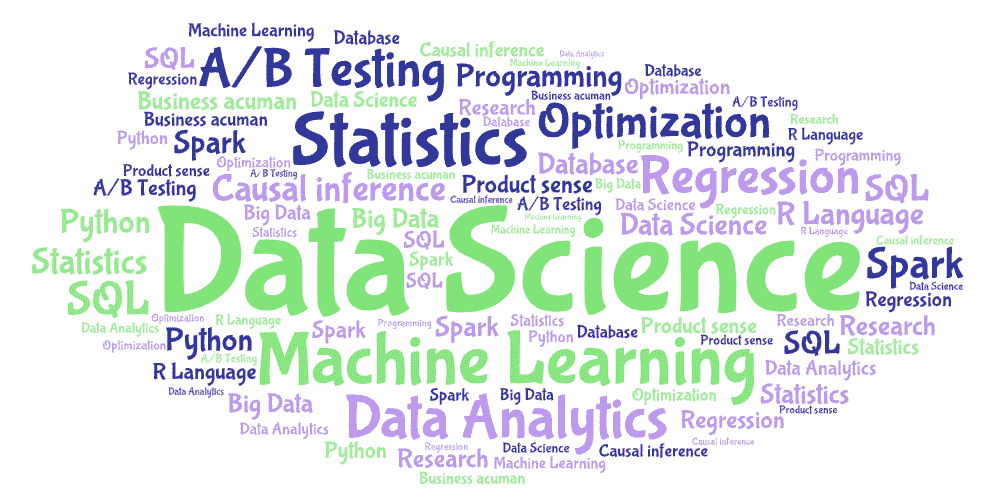 Machine Learning
Database
SQL
A/B Testing
Causal inference
Data Analytics
Machine Learning
Regression
Programming
Database
Optimization
Business acuman
Data Science
Business acuman
Research
A/B Testing
Business acuman
Statistics
Database
Optimization
Research
Python
Spark
R Language
Programming
Programming
Programming
Product sense
Optimization
A/B Testing
Business acuman
Database
Regression
SQL
A/B Testing
Causal inference
Product sense
Big Data
Causal inference
A/B Testing
Data Science
Regression
R Language
Python
Big Data
Big Data
Machine Learning
Data Science
R Language
Statistics
Machine Learning
SQL
Causal inference
Data Science
Statistics
Spark
Spark
SQL
SQL
Data Science
Regression
Optimization
R Language
Data Analytics
Spark
Programming
Spark
Statistics
Python
Database
Product sense
Research
Research
Python
Optimization
A/B Testing
Machine Learning
Product sense
SQL
Statistics
R Language
Data Analytics
Data Analytics
Spark
Big Data
Optimization
Statistics
Big Data
Data Analytics
Product sense
Regression
Data Analytics
Python
Regression
Data Science
Causal inference
Causal inference
Research
Machine Learning
Business acuman